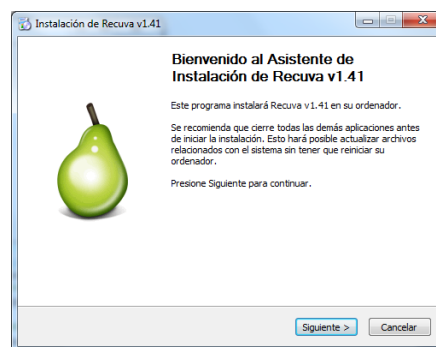 Instalación de Recuva v1.41
Bienvenido al Asistente de
Instalación de Recuva v1.41
Este programa instalará Recuva v1.41 en su ordenador.
Se recomienda que cierre todas las demás aplicaciones antes
de iniciar la instalación. Esto hará posible actualizar archivos
relacionados con el sistema sin tener que reiniciar su
ordenador.
Presione Siguiente para continuar.
Siguiente >
Cancelar